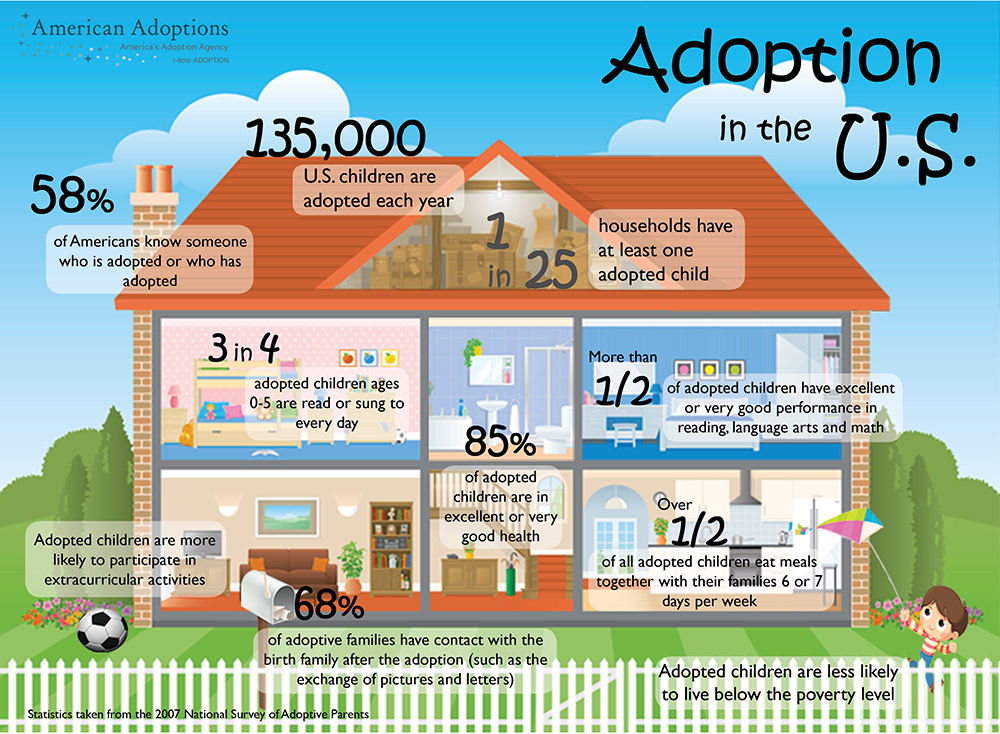 American Adoptions
America's Adoption Agency
1-800-ADOPTION
Adoption
in the U.S.
135,000
U.S. children are
adopted each year
58%
of Americans know someone
who is adopted or who has
adopted
1
in 25
households have
at least one
adopted child
3 in 4
adopted children ages
0-5 are read or sung to
every day
85%
of adopted
children are in
excellent or very
good health
More than
1/2
of adopted children have excellent
or very good performance in
reading, language arts and math
Adopted children are more
likely to participate in
extracurricular activities
Over
1/2
of all adopted children eat meals
together with their families 6 or 7
days per week
68%
of adoptive families have contact with the
birth family after the adoption (such as the
exchange of pictures and letters)
Adopted children are less likely
to live below the poverty level
Statistics taken from the 2007 National Survey of Adoptive Parents